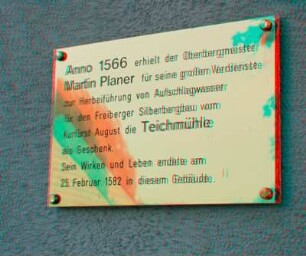 Anno 1566 erhielt der Oberbergmeister
Martin Planer für seine großen Verdienste
zur Herbeiführung von Aufschlagwasser
für den Freiberger Silberbergbau vom
Kurfürst August die Teichmühle
als Geschenk.
Sein Wirken und Leben endete am
25. Februar 1582 in diesem Gebäude.